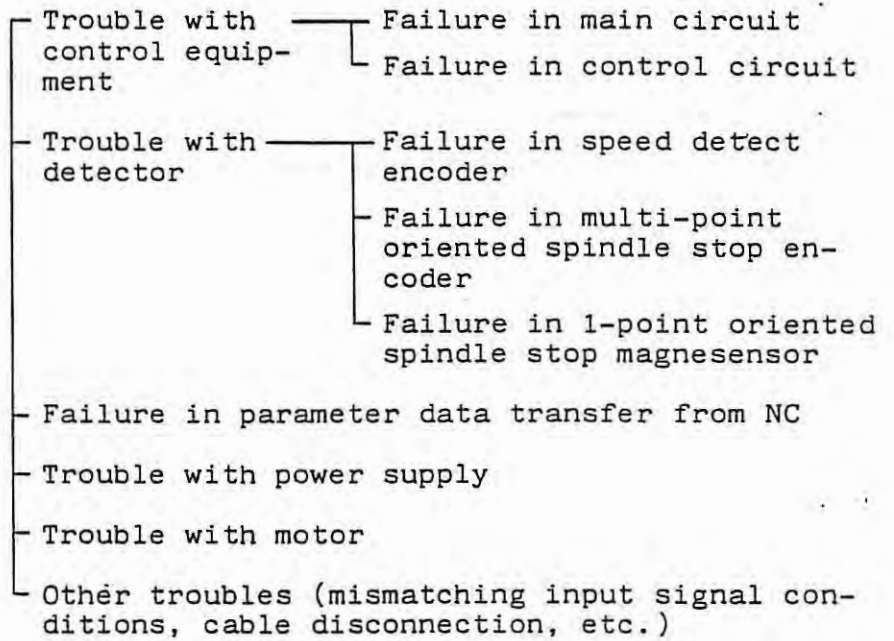 Trouble with control equip-
ment
Failure in main circuit
Failure in control circuit
Trouble with detector
Failure in speed detect
encoder
Failure in multi-point
oriented spindle stop en-
coder
Failure in 1-point oriented
spindle stop magnesensor
Failure in parameter data transfer from NC
Trouble with power supply
Trouble with motor
Other troubles (mismatching input signal con-
ditions, cable disconnection, etc.)